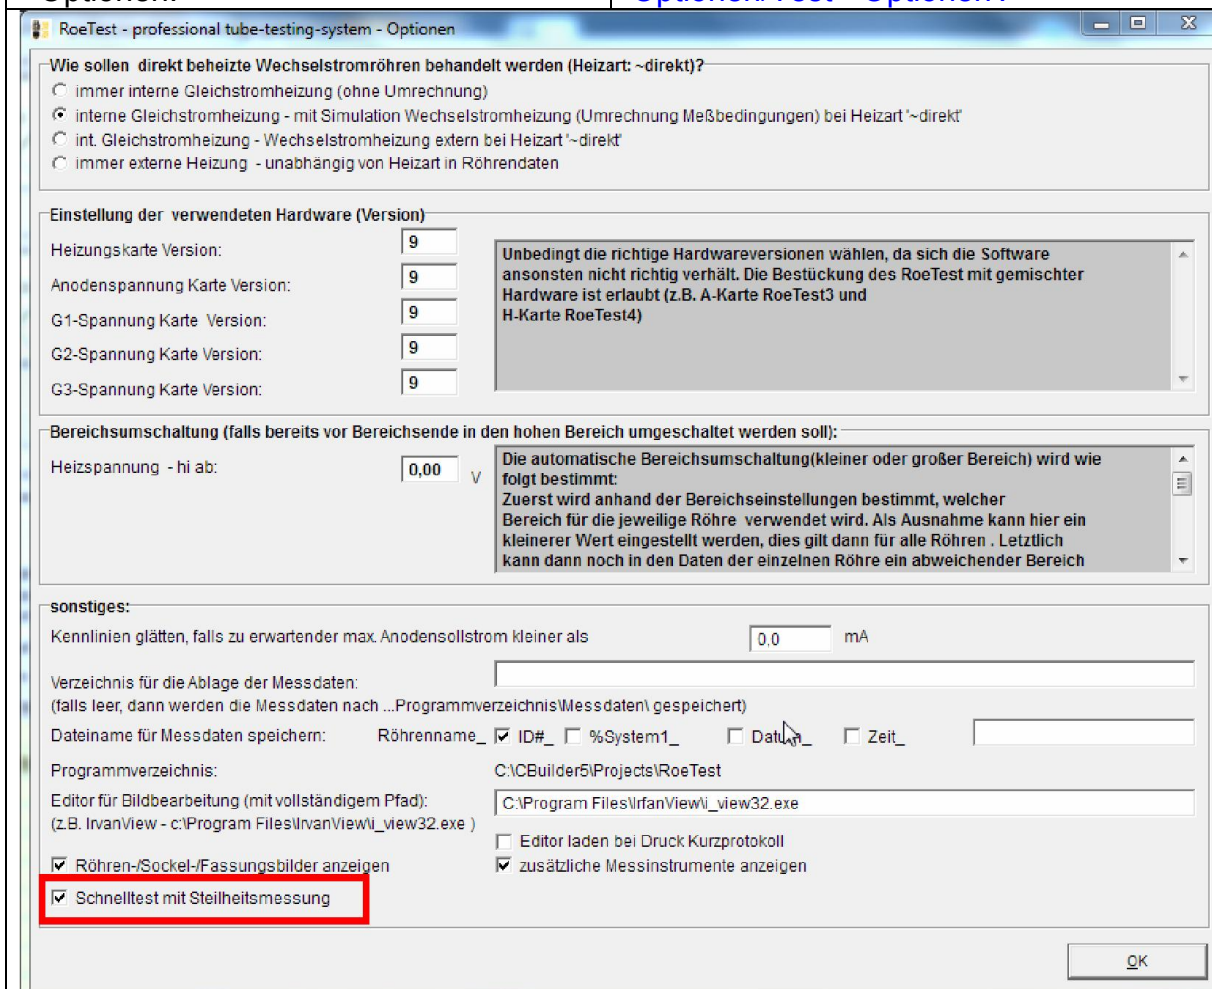 Optionen:
Optionen/Test - Optionen":
RoeTest - professional tube-testing-system - Optionen
Wie sollen direkt beheizte Wechselstromröhren behandelt werden (Heizart: ~direkt)?
immer interne Gleichstromheizung (ohne Umrechnung)
interne Gleichstromheizung - mit Simulation Wechselstromheizung (Umrechnung Meßbedingungen) bei Heizart '~direkt'
int. Gleichstromheizung - Wechselstromheizung extern bei Heizart '~direkt'
immer externe Heizung - unabhängig von Heizart in Röhrendaten
Einstellung der verwendeten Hardware (Version)
Heizungskarte Version: 9
Anodenspannung Karte Version: 9
G1-Spannung Karte Version: 9
G2-Spannung Karte Version: 9
G3-Spannung Karte Version: 9
Unbedingt die richtige Hardwareversionen wählen, da sich die Software
ansonsten nicht richtig verhält. Die Bestückung des RoeTest mit gemischter
Hardware ist erlaubt (z.B. A-Karte RoeTest3 und
H-Karte RoeTest4)
Bereichsumschaltung (falls bereits vor Bereichsende in den hohen Bereich umgeschaltet werden soll):
Heizspannung - hi ab: 0,00 V
Die automatische Bereichsumschaltung(kleiner oder großer Bereich) wird wie
folgt bestimmt:
Zuerst wird anhand der Bereichseinstellungen bestimmt, welcher
Bereich für die jeweilige Röhre verwendet wird. Als Ausnahme kann hier ein
kleinerer Wert eingestellt werden, dies gilt dann für alle Röhren . Letztlich
kann dann noch in den Daten der einzelnen Röhre ein abweichender Bereich
sonstiges:
Kennlinien glätten, falls zu erwartender max. Anodensollstrom kleiner als 0,0 mA
Verzeichnis für die Ablage der Messdaten:
(falls leer, dann werden die Messdaten nach ...Programmverzeichnis\Messdaten\ gespeichert)
Dateiname für Messdaten speichern: Röhrenname_ ID#_ %System1_ Datum_ Zeit_
Programmverzeichnis: C:\CBuilder5\Projects\RoeTest
Editor für Bildbearbeitung (mit vollständigem Pfad): C:\Program Files\IrfanView\i_view32.exe
(z.B. IrvanView - c:\Program Files\IrvanView\i_view32.exe )
Editor laden bei Druck Kurzprotokoll
Röhren-/Sockel-/Fassungsbilder anzeigen zusätzliche Messinstrumente anzeigen
Schnelltest mit Steilheitsmessung
OK